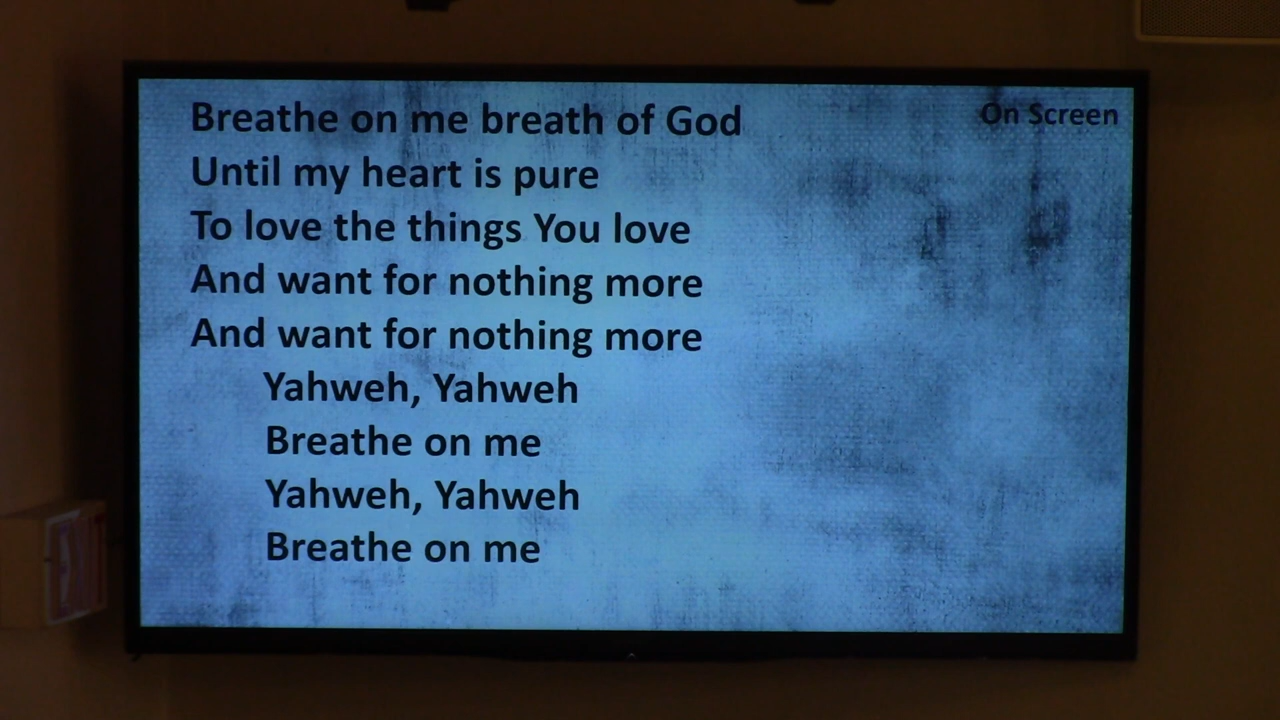 Breathe on me breath of God
On Screen
Until my heart is pure
To love the things You love
And want for nothing more
And want for nothing more
Yahweh, Yahweh
Breathe on me
Yahweh, Yahweh
Breathe on me